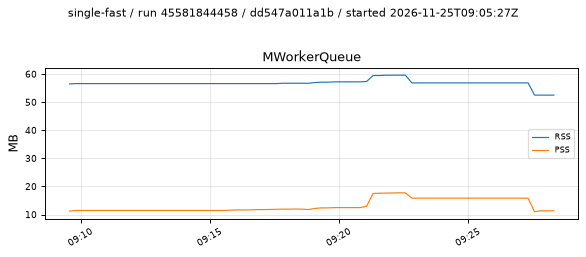 single-fast / run 45581844458 / dd547a011a1b / started 2026-11-25T09:05:27Z
MWorkerQueue
60
50
40
30
20
10
MB
RSS
PSS
09:10
09:15
09:20
09:25